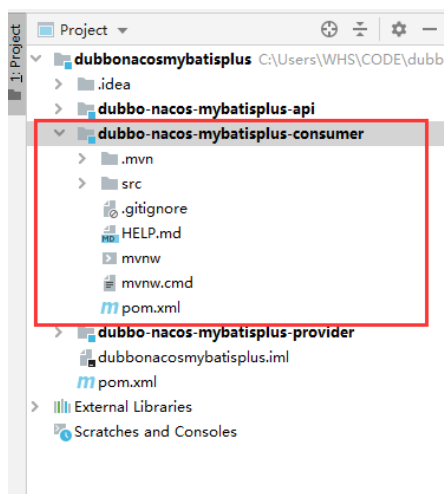 1: Project
Project
dubbonacosmybatisplus C:\Users\WHS\CODE\dubb
.idea
dubbo-nacos-mybatisplus-api
dubbo-nacos-mybatisplus-consumer
.mvn
src
.gitignore
MD HELP.md
mvnw
mvnw.cmd
m pom.xml
dubbo-nacos-mybatisplus-provider
dubbonacosmybatisplus.iml
m pom.xml
External Libraries
Scratches and Consoles